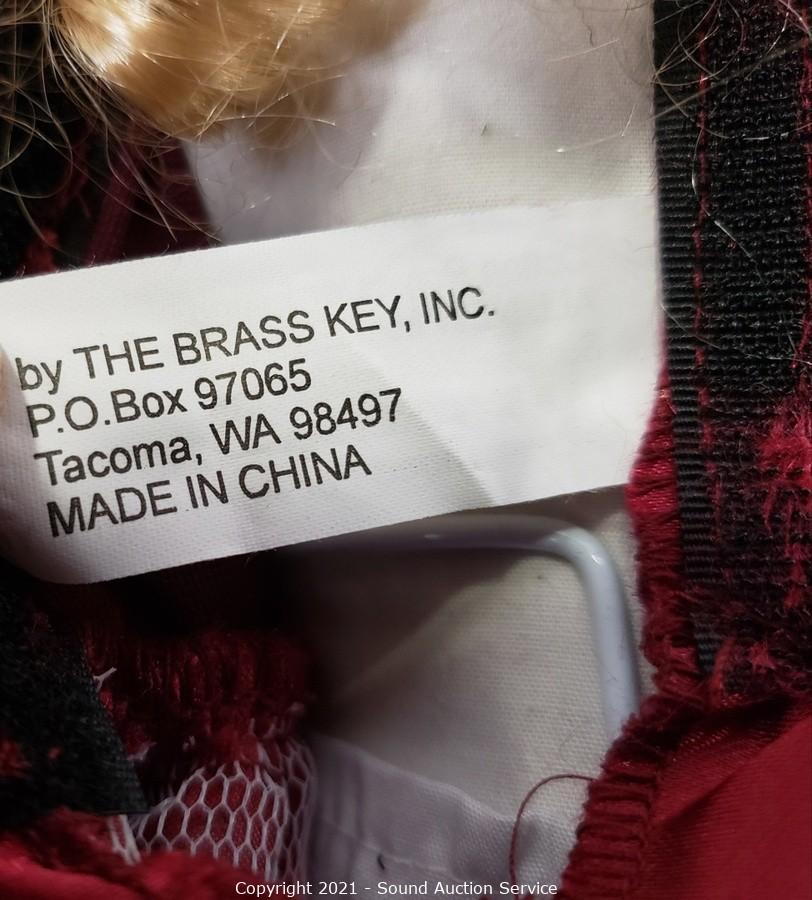 by THE BRASS KEY, INC.
P.O.Box 97065
Tacoma, WA 98497
MADE IN CHINA
Copyright 2021 - Sound Auction Service